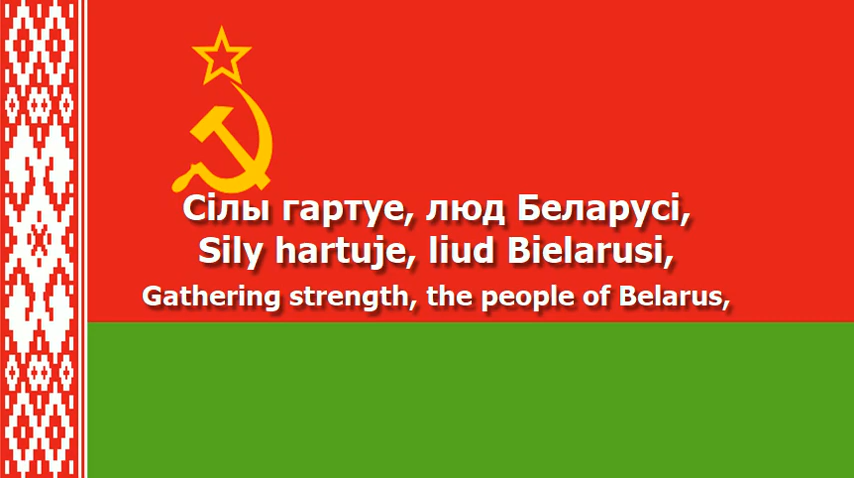 Сілы гартуе, люд Беларусі,
Sily hartuje, liud Bielarusi,
Gathering strength, the people of Belarus,